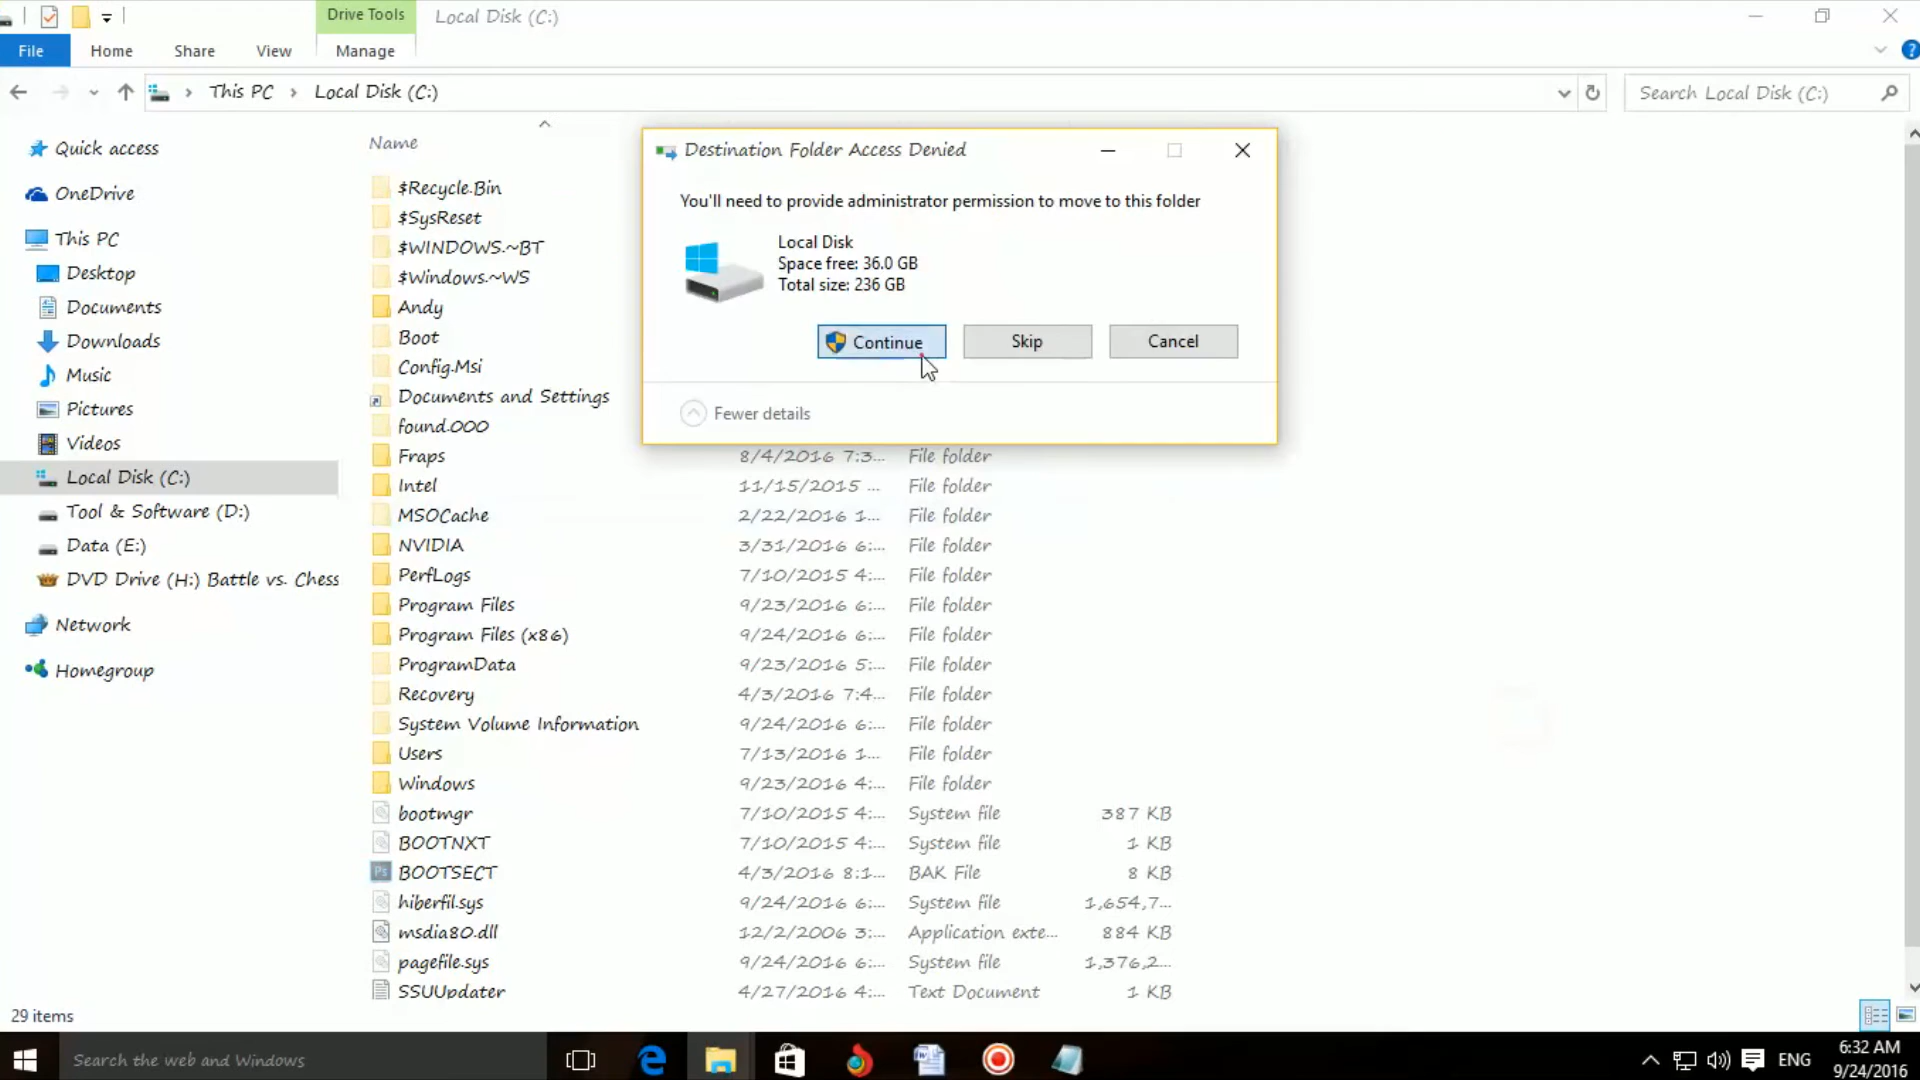 Drive Tools
Local Disk (C:)
File
Home
Share
View
Manage
This PC
Local Disk (C:)
Search Local Disk (C:)
Quick access
OneDrive
This PC
Desktop
Documents
Downloads
Music
Pictures
Videos
Local Disk (C:)
Tool & Software (D:)
Data (E:)
DVD Drive (H:) Battle vs. Chess
Network
Homegroup
Name
$Recycle.Bin
$SysReset
$WINDOWS.~BT
$Windows.~WS
Andy
Boot
Config.Msi
Documents and Settings
found.000
Fraps 8/4/2016 7:3... File folder
Intel 11/15/2015 ... File folder
MSOCache 2/22/2016 1... File folder
NVIDIA 3/31/2016 6:... File folder
PerfLogs 7/10/2015 4:... File folder
Program Files 9/23/2016 6:... File folder
Program Files (x86) 9/24/2016 6:... File folder
ProgramData 9/23/2016 5:... File folder
Recovery 4/3/2016 7:4... File folder
System Volume Information 9/24/2016 6:... File folder
Users 7/13/2016 1... File folder
Windows 9/23/2016 4:... File folder
bootmgr 7/10/2015 4:... System file 387 KB
BOOTNXT 7/10/2015 4:... System file 1 KB
Ps BOOTSECT 4/3/2016 8:1... BAK File 8 KB
hiberfil.sys 9/24/2016 6:... System file 1,654,7...
msdia80.dll 12/2/2006 3:... Application exte... 884 KB
pagefile.sys 9/24/2016 6:... System file 1,376,2...
SSUUpdater 4/27/2016 4:... Text Document 1 KB
Destination Folder Access Denied
You'll need to provide administrator permission to move to this folder
Local Disk
Space free: 36.0 GB
Total size: 236 GB
Continue
Skip
Cancel
Fewer details
29 items
Search the web and Windows
ENG
6:32 AM
9/24/2016